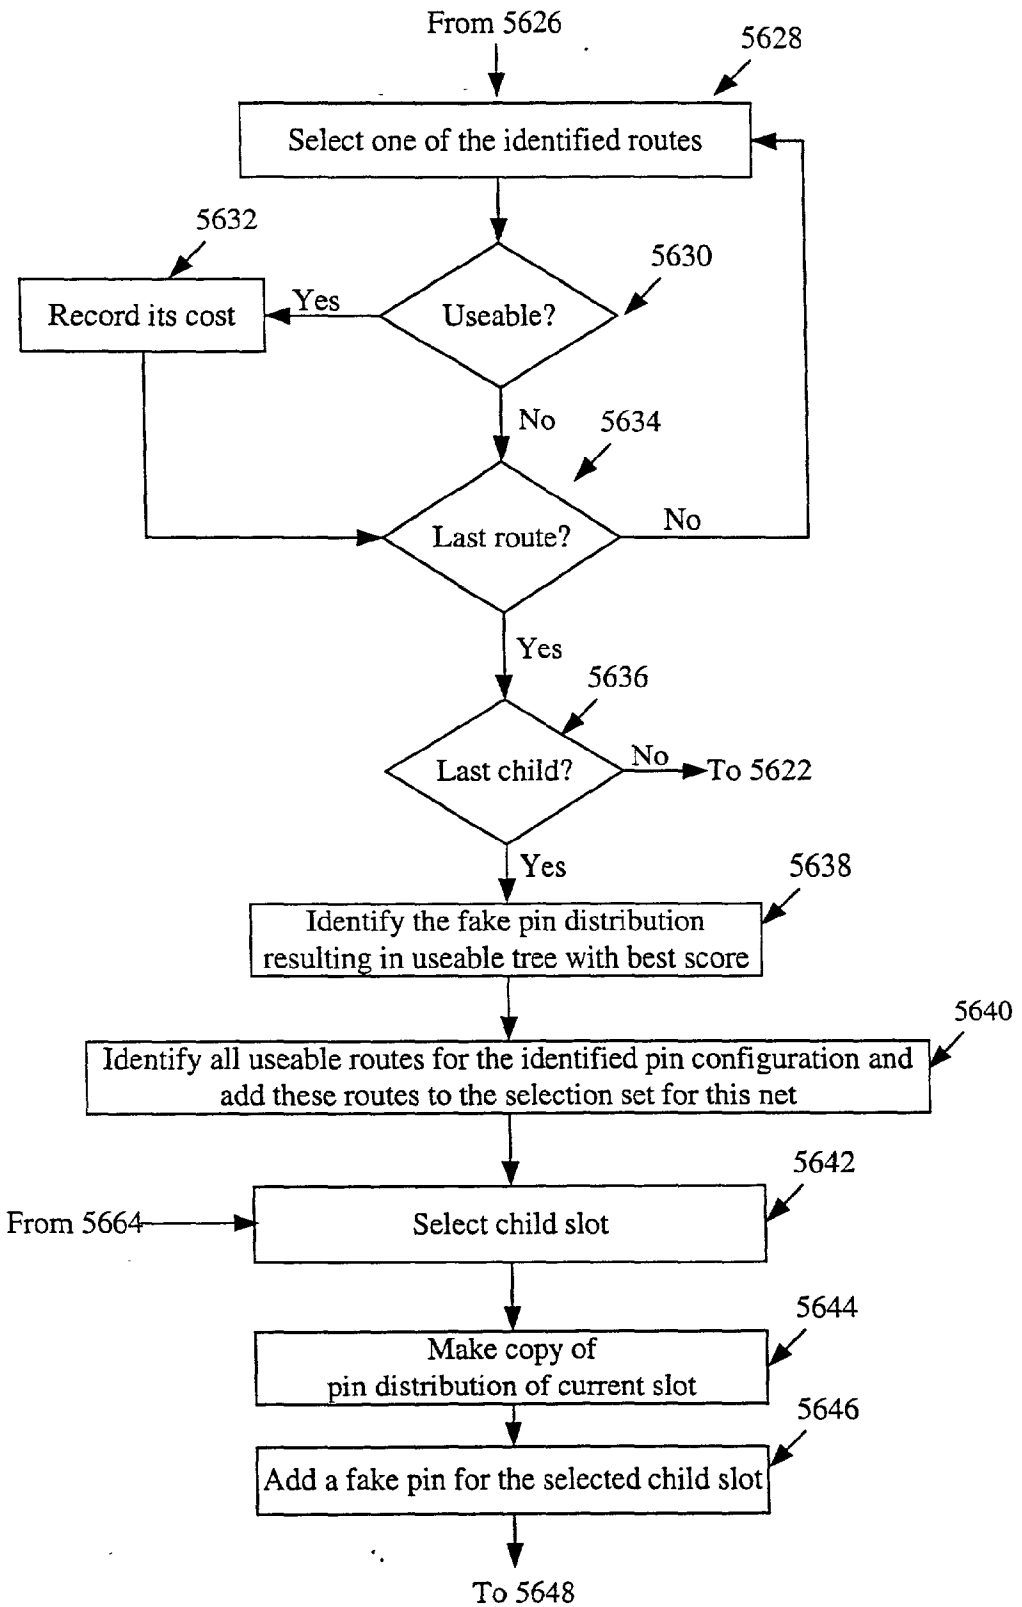 From 5626
5628
Select one of the identified routes
5632
5630
Record its cost
Yes
Useable?
No
5634
Last route?
No
Yes
5636
Last child?
No
To 5622
Yes
5638
Identify the fake pin distribution
resulting in useable tree with best score
5640
Identify all useable routes for the identified pin configuration and
add these routes to the selection set for this net
5642
From 5664
Select child slot
5644
Make copy of
pin distribution of current slot
5646
Add a fake pin for the selected child slot
To 5648